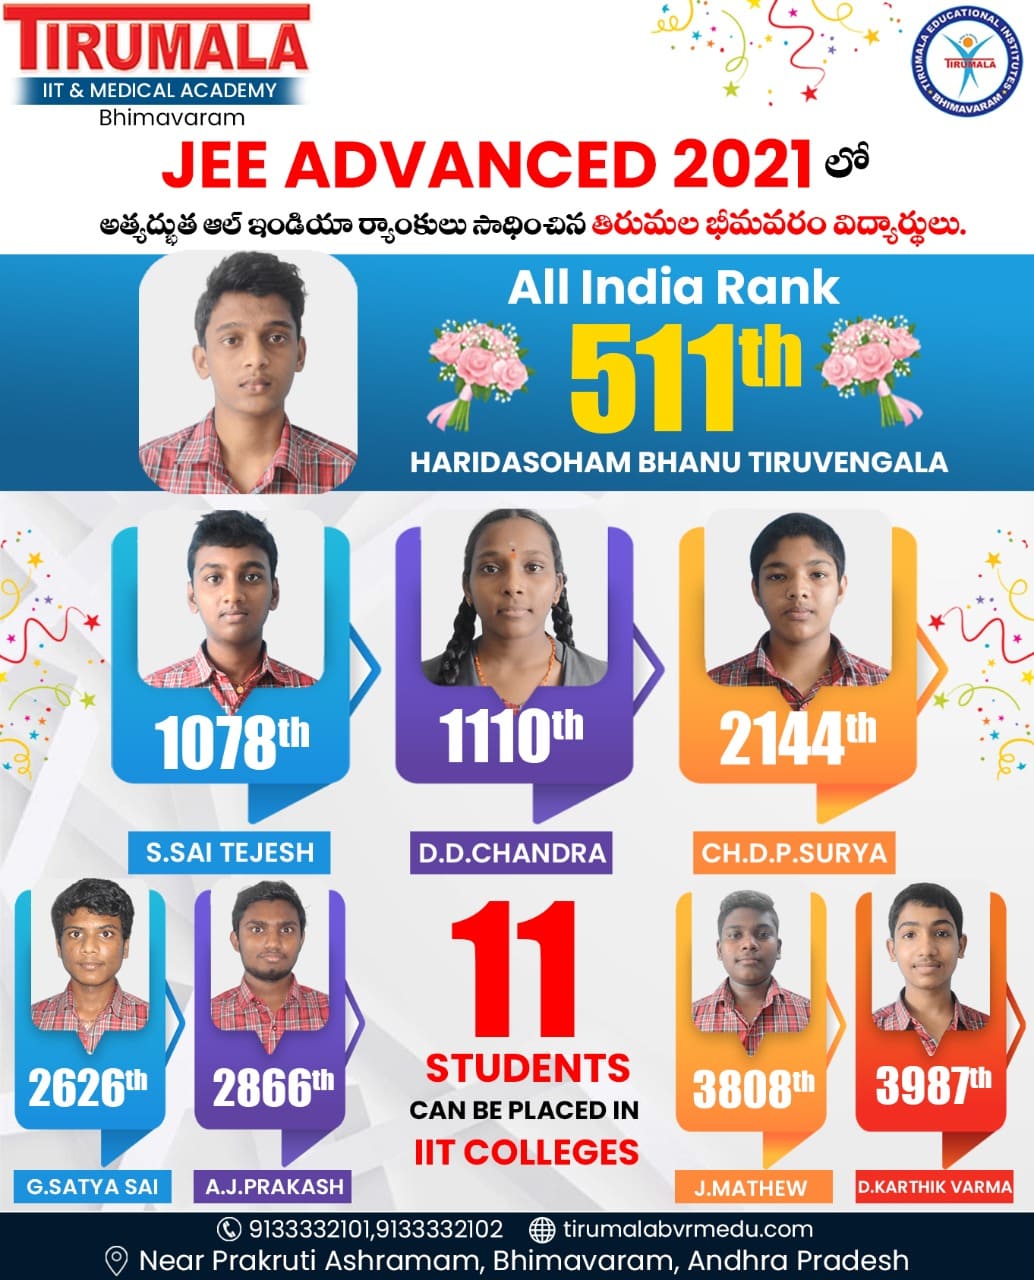 TIRUMALA
IIT & MEDICAL ACADEMY
Bhimavaram
TIRUMALA EDUCATIONAL INSTITUTES
TIRUMALA
BHIMAVARAM
JEE ADVANCED 2021 లో
అత్యద్భుత ఆల్ ఇండియా ర్యాంకులు సాధించిన తిరుమల భీమవరం విద్యార్థులు.
All India Rank
511th
HARIDASOHAM BHANU TIRUVENGALA
1078th
1110th
2144th
S.SAI TEJESH
D.D.CHANDRA
CH.D.P.SURYA
11
STUDENTS
CAN BE PLACED IN
IIT COLLEGES
2626th
2866th
3808th
3987th
G.SATYA SAI
A.J.PRAKASH
J.MATHEW
D.KARTHIK VARMA
9133332101,9133332102 tirumalabvrmedu.com
Near Prakruti Ashramam, Bhimavaram, Andhra Pradesh